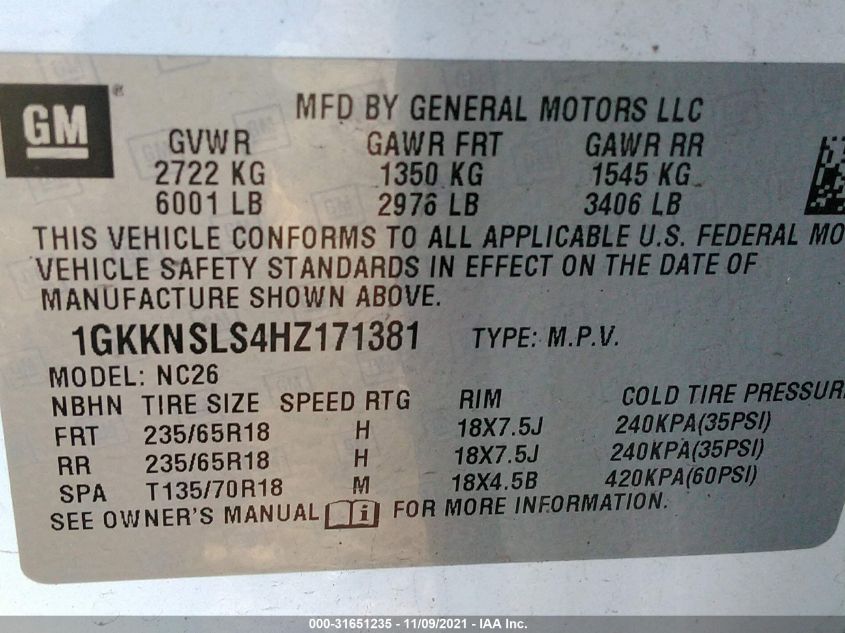 GM ®
MFD BY GENERAL MOTORS LLC
GVWR GAWR FRT GAWR RR
2722 KG 1350 KG 1545 KG
6001 LB 2976 LB 3406 LB
THIS VEHICLE CONFORMS TO ALL APPLICABLE U.S. FEDERAL MO
VEHICLE SAFETY STANDARDS IN EFFECT ON THE DATE OF
MANUFACTURE SHOWN ABOVE.
1GKKNSLS4HZ171381 TYPE: M.P.V.
MODEL: NC26
NBHN TIRE SIZE SPEED RTG RIM COLD TIRE PRESSURE
FRT 235/65R18 H 18X7.5J 240KPA(35PSI)
RR 235/65R18 H 18X7.5J 240KPA(35PSI)
SPA T135/70R18 M 18X4.5B 420KPA(60PSI)
SEE OWNER'S MANUAL i FOR MORE INFORMATION.
000-31651235 - 11/09/2021 - IAA Inc.